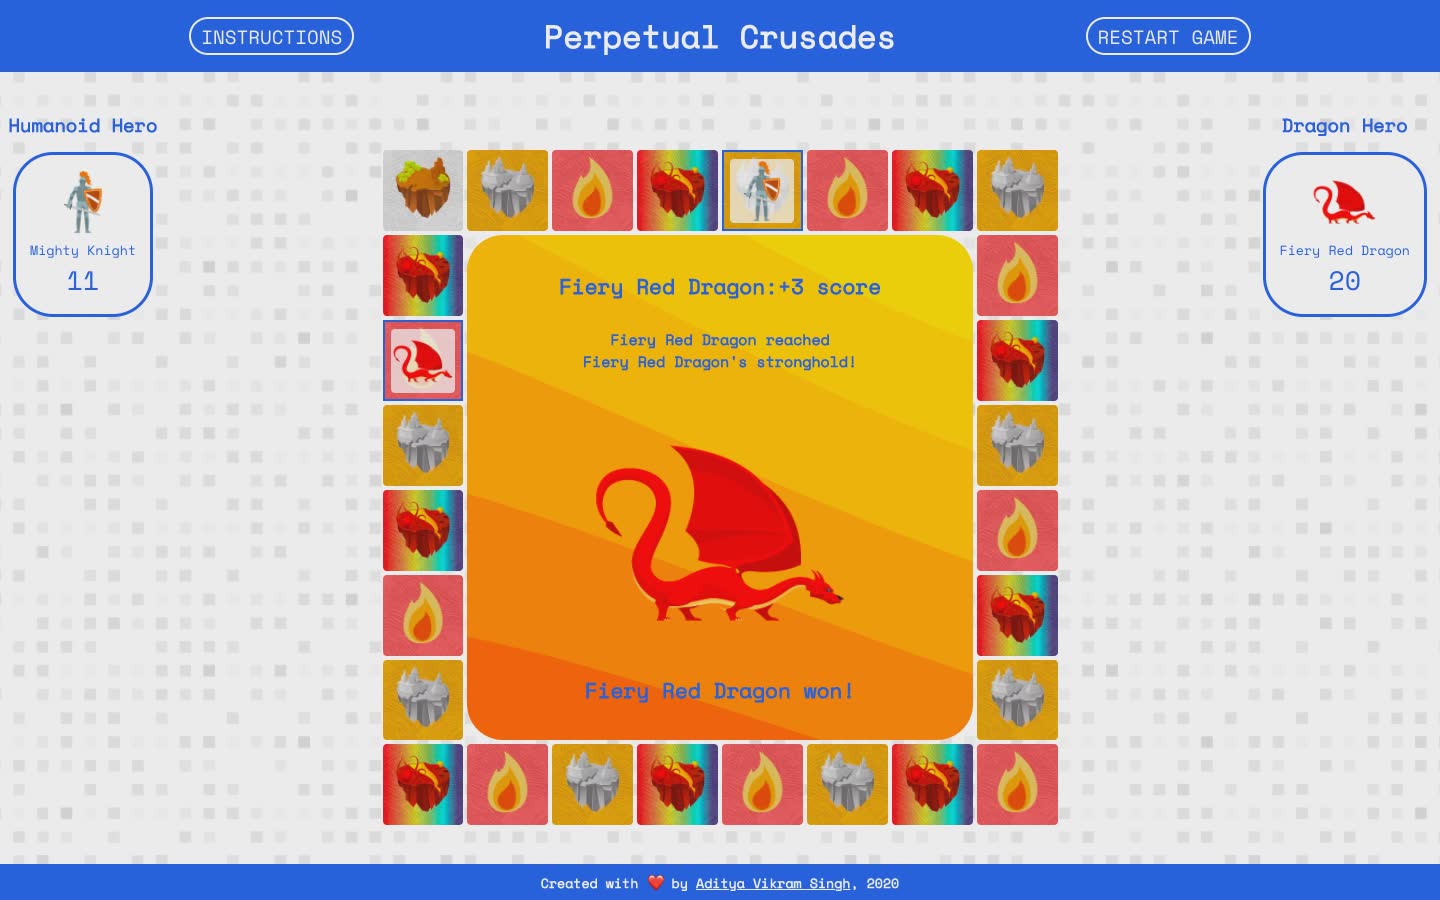 INSTRUCTIONS
Perpetual Crusades
RESTART GAME
Humanoid Hero
Mighty Knight
11
Dragon Hero
Fiery Red Dragon
20
Fiery Red Dragon:+3 score
Fiery Red Dragon reached
Fiery Red Dragon's stronghold!
Fiery Red Dragon won!
Created with ❤️ by Aditya Vikram Singh, 2020